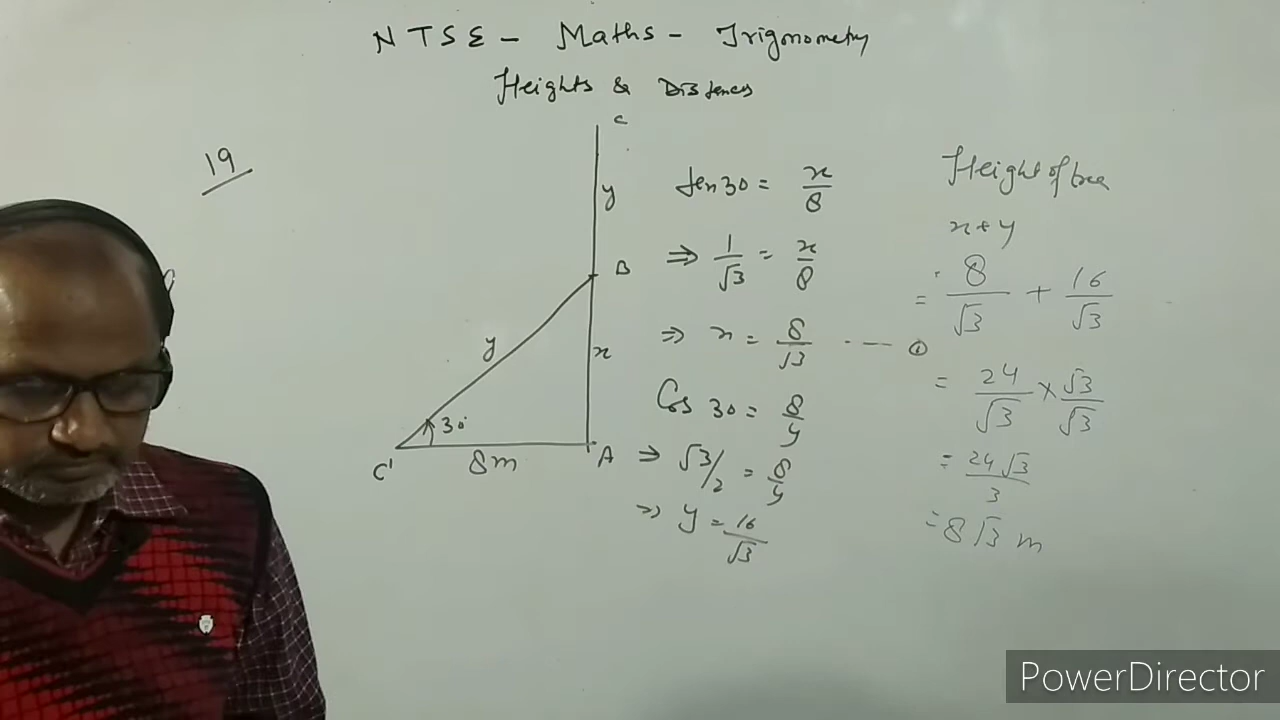 NTSE - Maths - Trigonometry
Heights & Distances
19
C
y
B
y
x
30°
C'
8m
A
tan 30 = x/8
⇒ 1/√3 = x/8
⇒ x = 8/√3 --- ①
Cos 30 = 8/y
⇒ √3/2 = 8/y
⇒ y = 16/√3
Height of tree
x + y
= 8/√3 + 16/√3
= 24/√3 × √3/√3
= 24√3/3
= 8√3 m
PowerDirector